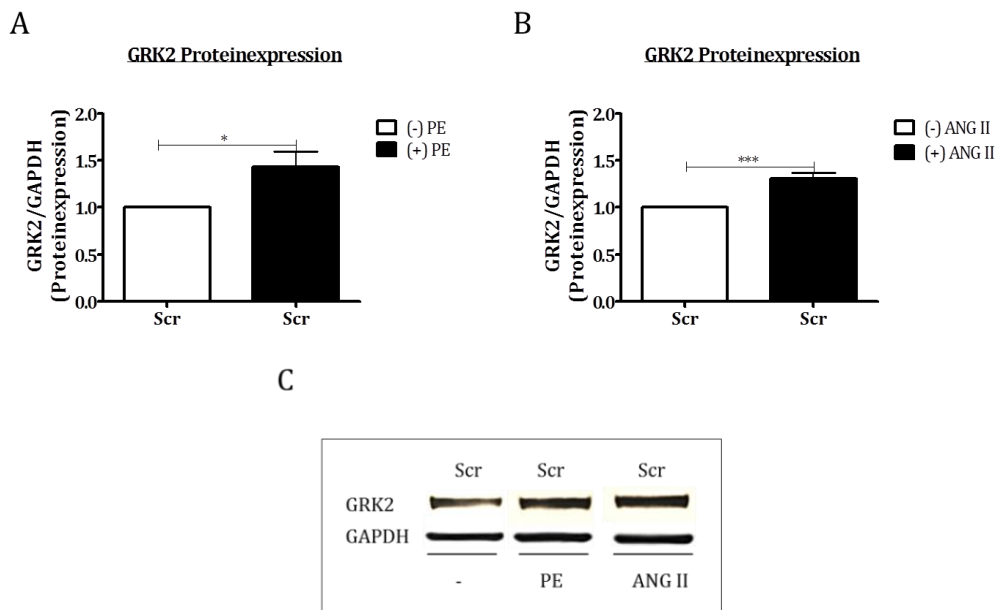 A
GRK2 Proteinexpression
GRK2/GAPDH
(Proteinexpression)
2.0
1.5
1.0
0.5
0.0
*
Scr Scr
(-) PE
(+) PE
B
GRK2 Proteinexpression
GRK2/GAPDH
(Proteinexpression)
2.0
1.5
1.0
0.5
0.0
***
Scr Scr
(-) ANG II
(+) ANG II
C
Scr Scr Scr
GRK2
GAPDH
- PE ANG II